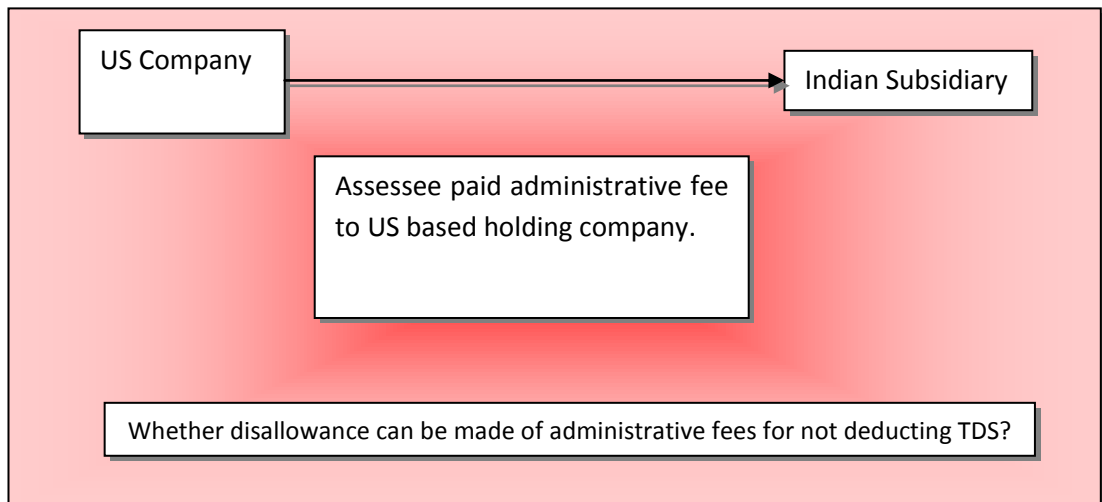 US Company
Indian Subsidiary
Assessee paid administrative fee
to US based holding company.
Whether disallowance can be made of administrative fees for not deducting TDS?